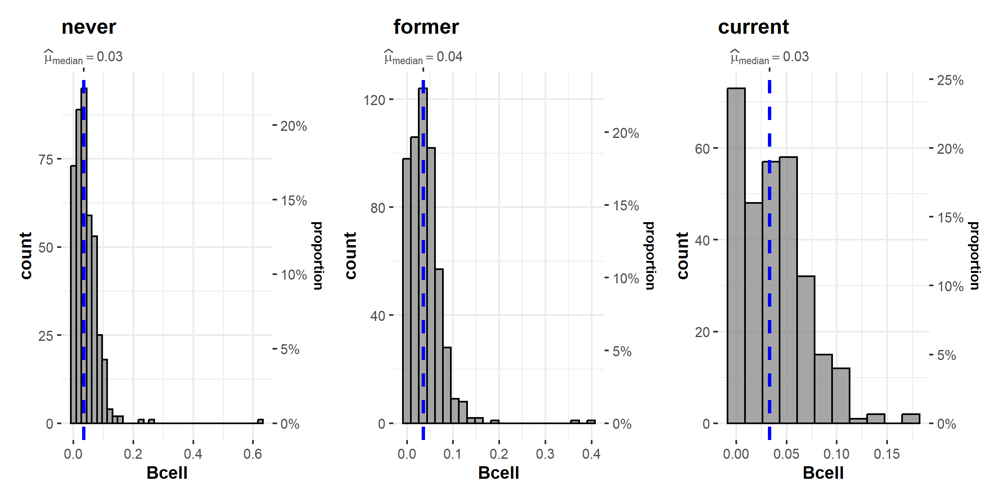 never
μ̂median = 0.03
75
50
25
0
count
20%
15%
10%
5%
0%
proportion
0.0 0.2 0.4 0.6
Bcell
former
μ̂median = 0.04
120
80
40
0
count
20%
15%
10%
5%
0%
proportion
0.0 0.1 0.2 0.3 0.4
Bcell
current
μ̂median = 0.03
60
40
20
0
count
25%
20%
15%
10%
5%
0%
proportion
0.00 0.05 0.10 0.15
Bcell